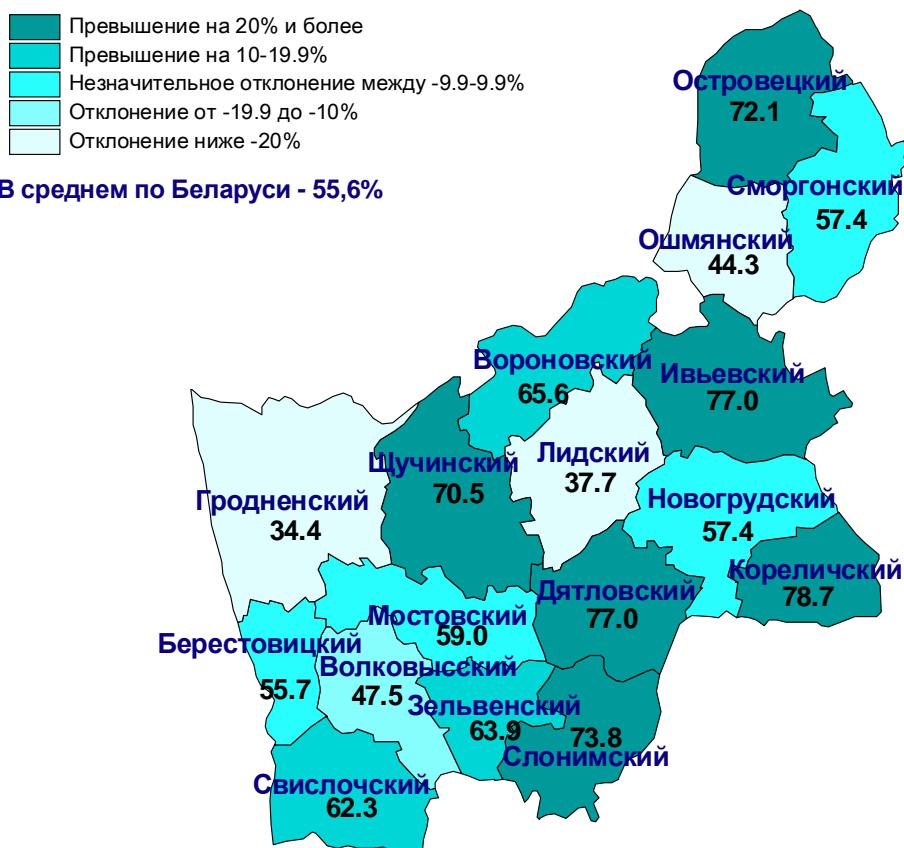 Превышение на 20% и более
Превышение на 10-19.9%
Незначительное отклонение между -9.9-9.9%
Отклонение от -19.9 до -10%
Отклонение ниже -20%
В среднем по Беларуси - 55,6%
Островецкий
72.1
Сморгонский
57.4
Ошмянский
44.3
Вороновский
65.6
Ивьевский
77.0
Щучинский
70.5
Лидский
37.7
Гродненский
34.4
Новогрудский
57.4
Кореличский
78.7
Дятловский
77.0
Мостовский
59.0
Берестовицкий
55.7
Волковысский
47.5
Зельвенский
63.9
73.8
Слонимский
Свислочский
62.3